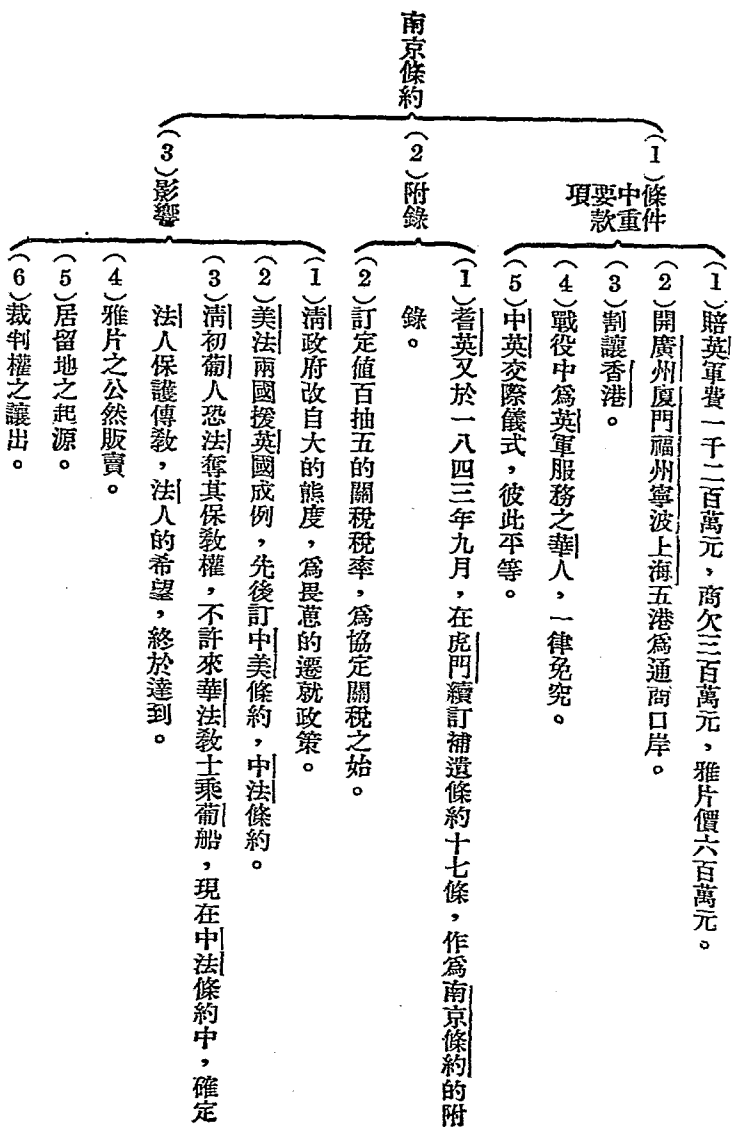 南京條約
(1)條件
中重
要款
項
(1)賠英軍費一千二百萬元，商欠三百萬元，雅片價六百萬元。
(2)開廣州厦門福州寧波上海五港爲通商口岸。
(3)割讓香港。
(4)戰役中爲英軍服務之華人，一律免究。
(5)中英交際儀式，彼此平等。
(2)附錄
(1)耆英又於一八四三年九月，在虎門續訂補遺條約十七條，作爲南京條約的附
錄。
(2)訂定値百抽五的關稅稅率，爲協定關稅之始。
(3)影響
(1)淸政府改自大的態度，爲畏葸的遷就政策。
(2)美法兩國援英國成例，先後訂中美條約，中法條約。
(3)淸初葡人恐法奪其保敎權，不許來華法敎士乘葡船，現在中法條約中，確定
法人保護傳敎，法人的希望，終於達到。
(4)雅片之公然販賣。
(5)居留地之起源。
(6)裁判權之讓出。